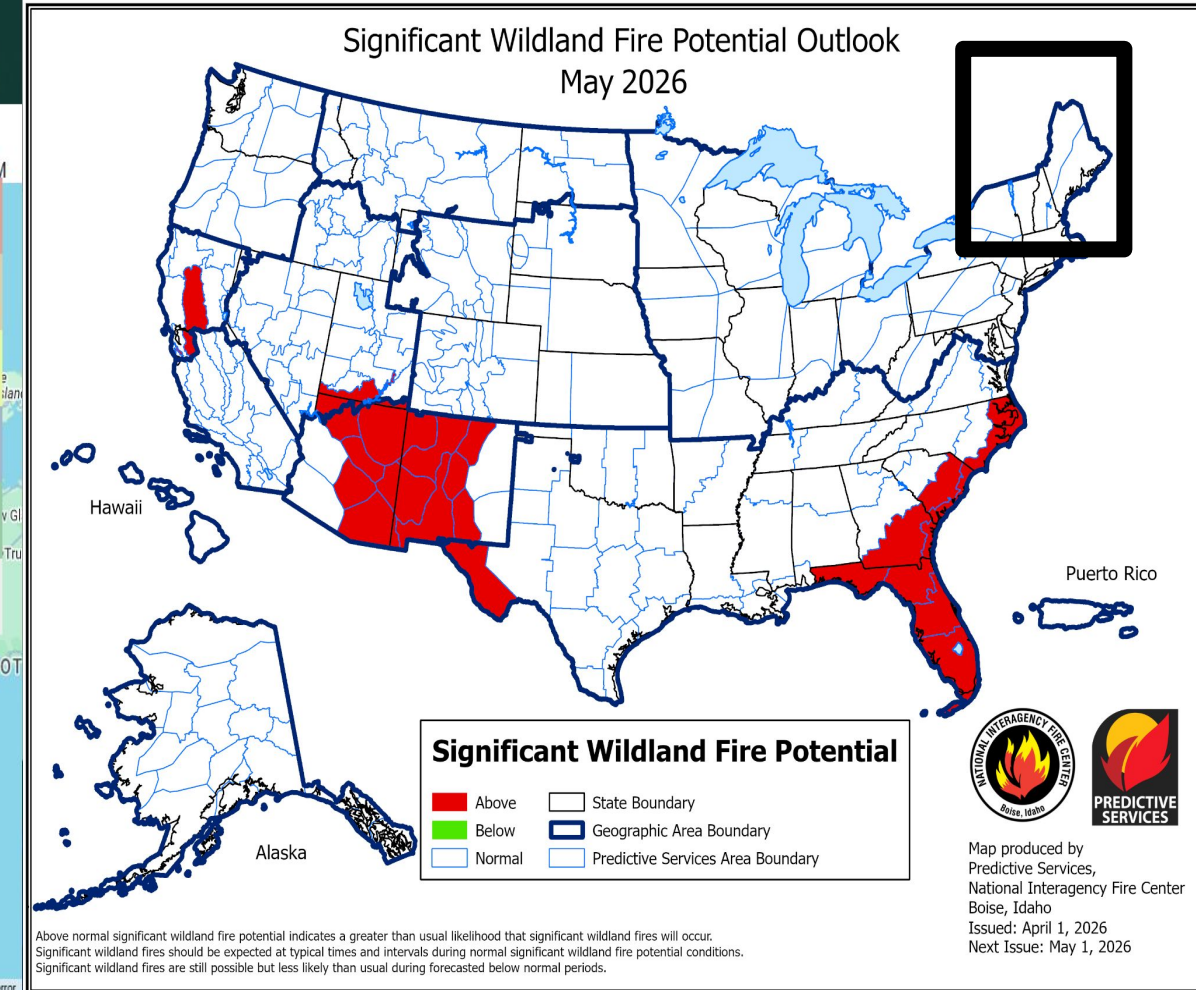 Significant Wildland Fire Potential Outlook
May 2026
Hawaii
Puerto Rico
Alaska
Significant Wildland Fire Potential
Above
State Boundary
Below
Geographic Area Boundary
Normal
Predictive Services Area Boundary
NATIONAL INTERAGENCY FIRE CENTER
Boise, Idaho
PREDICTIVE
SERVICES
Map produced by
Predictive Services,
National Interagency Fire Center
Boise, Idaho
Issued: April 1, 2026
Next Issue: May 1, 2026
Above normal significant wildland fire potential indicates a greater than usual likelihood that significant wildland fires will occur.
Significant wildland fires should be expected at typical times and intervals during normal significant wildland fire potential conditions.
Significant wildland fires are still possible but less likely than usual during forecasted below normal periods.